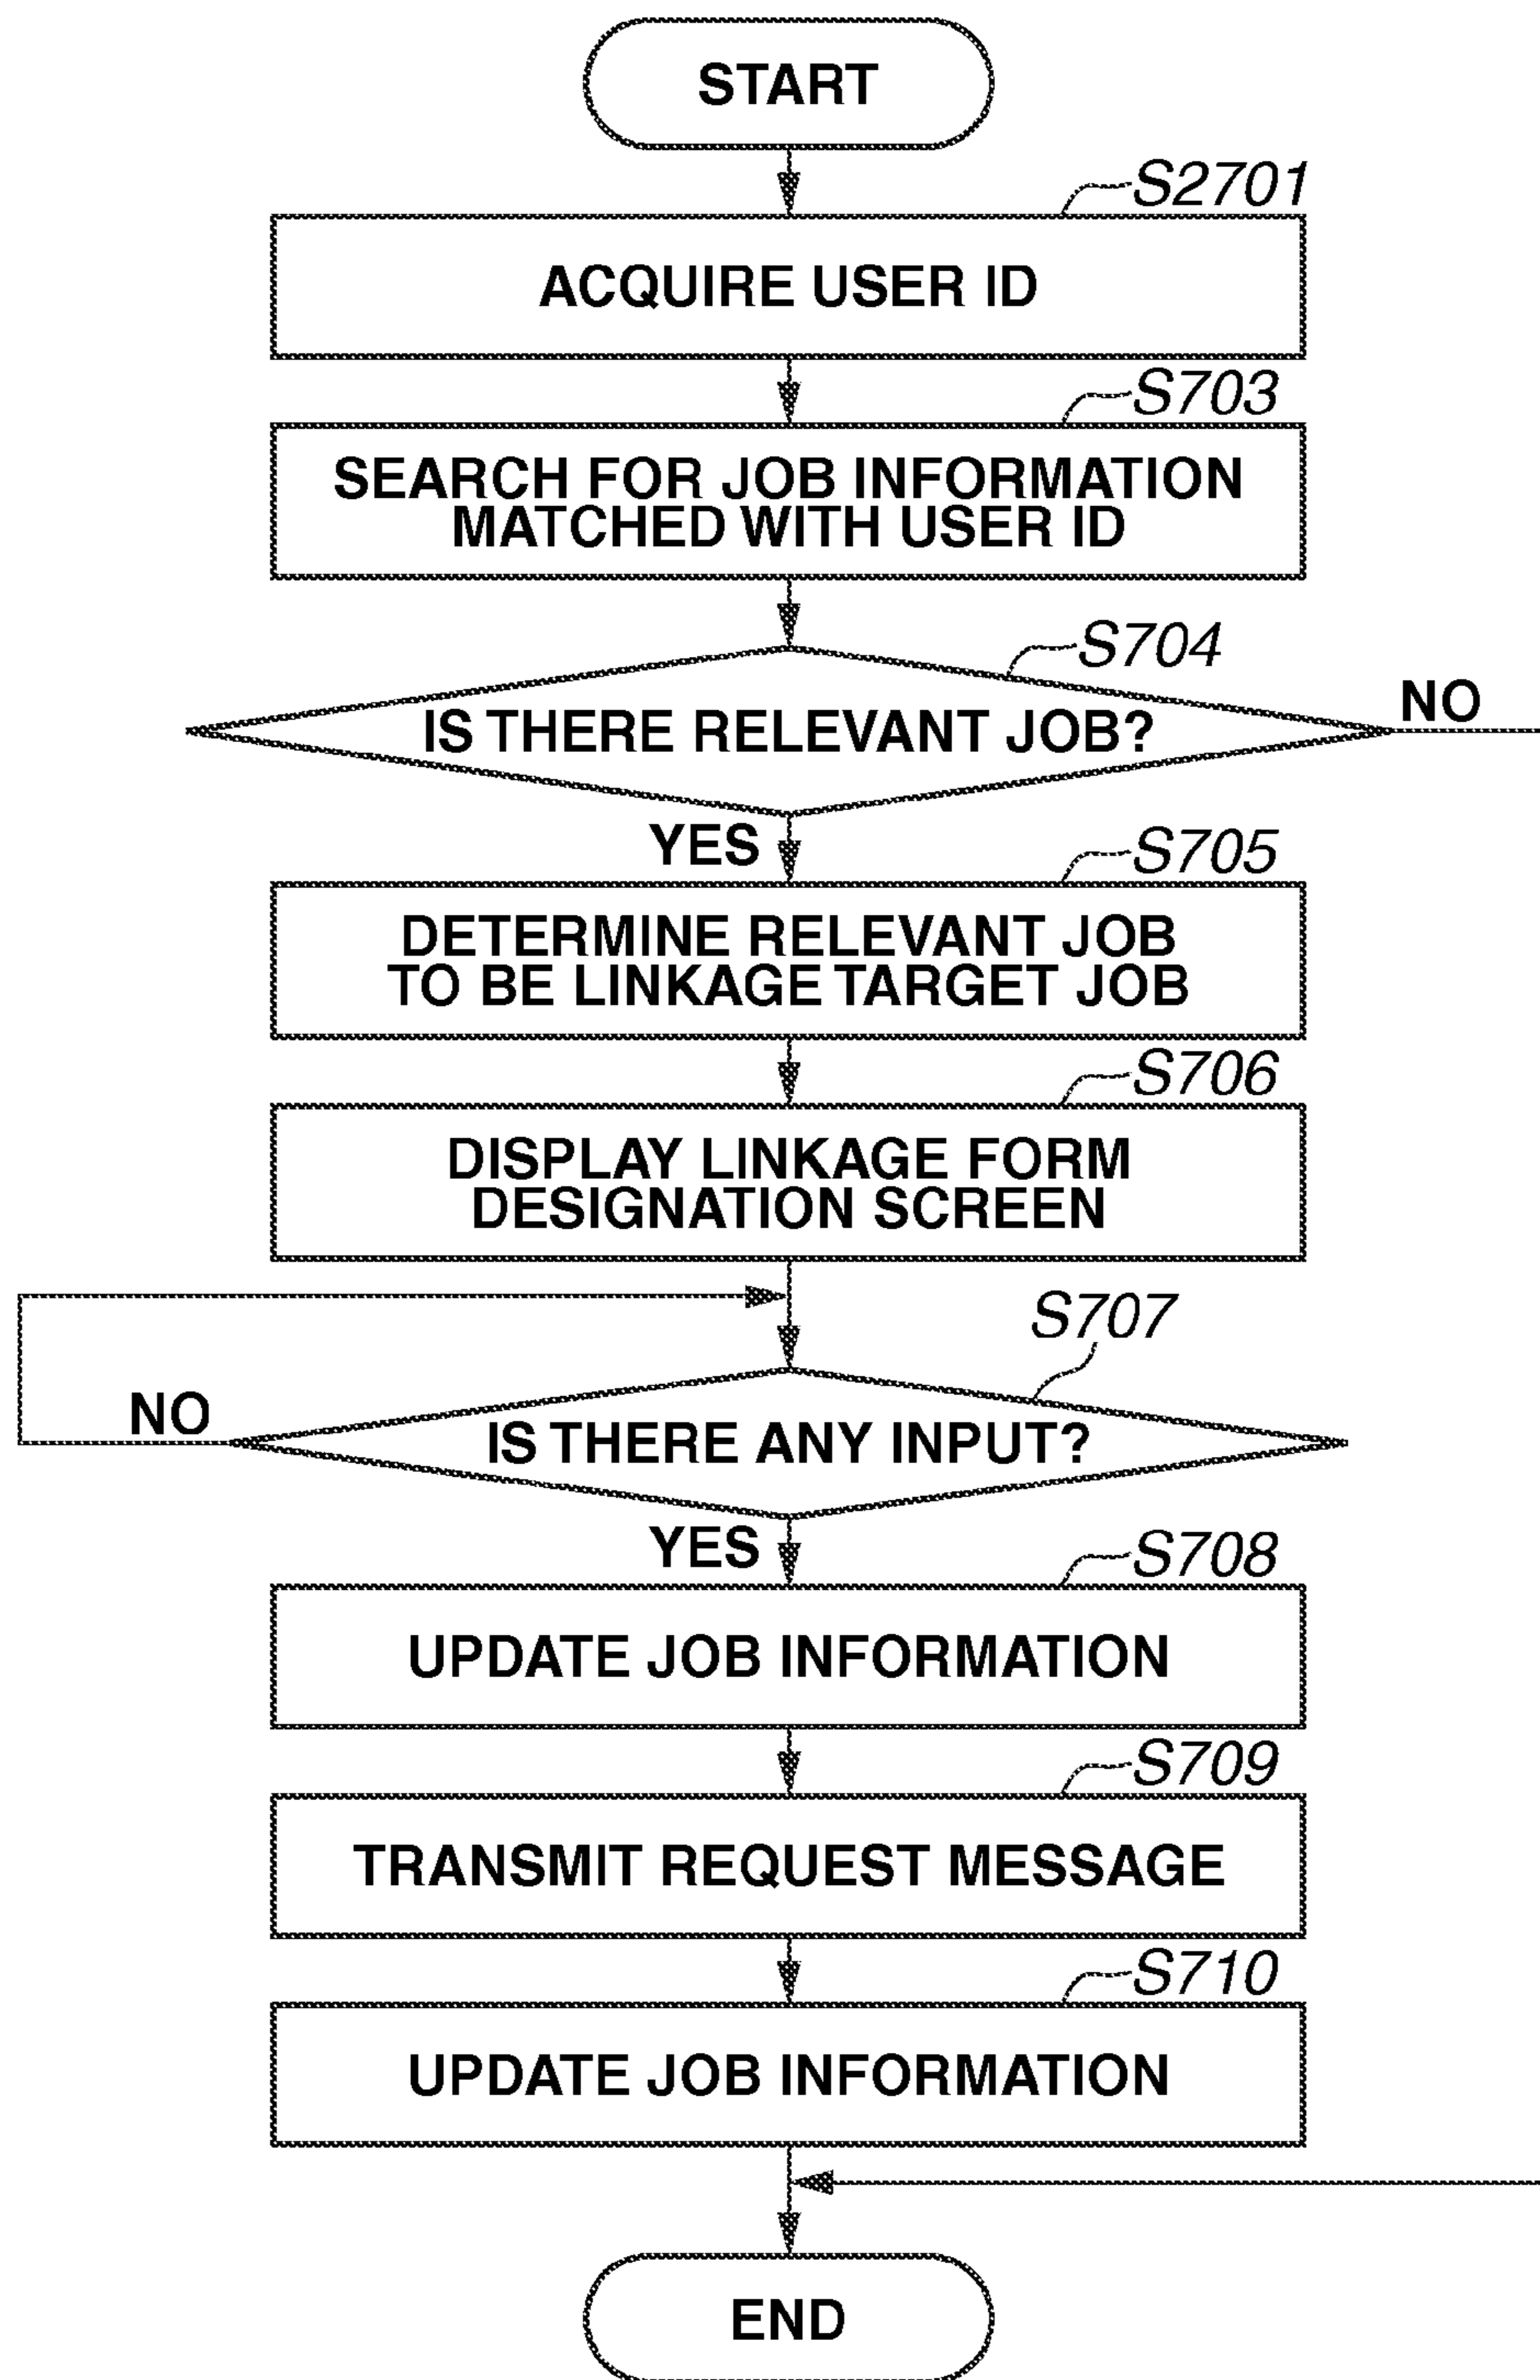 START
S2701
ACQUIRE USER ID
S703
SEARCH FOR JOB INFORMATION
MATCHED WITH USER ID
S704
IS THERE RELEVANT JOB?
NO
YES
S705
DETERMINE RELEVANT JOB
TO BE LINKAGE TARGET JOB
S706
DISPLAY LINKAGE FORM
DESIGNATION SCREEN
S707
NO
IS THERE ANY INPUT?
YES
S708
UPDATE JOB INFORMATION
S709
TRANSMIT REQUEST MESSAGE
S710
UPDATE JOB INFORMATION
END